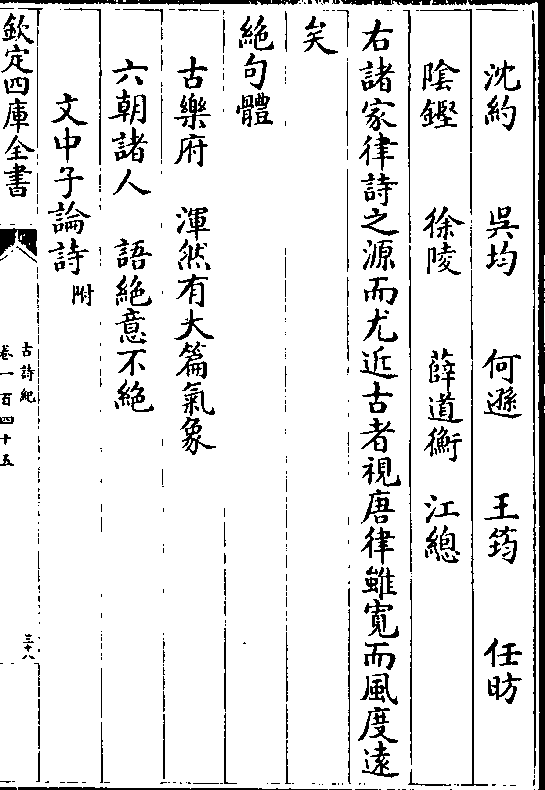 沈約　吳均　何遜　王筠　任昉
陰鏗　徐陵　薛道衡　江總
右諸家律詩之源而尤近古者視唐律雖寬而風度遠
矣
絕句體
古樂府　渾然有大篇氣象
六朝諸人　語絕意不絕
文中子論詩附
欽定四庫全書
古詩紀
卷一百四十五
三十八